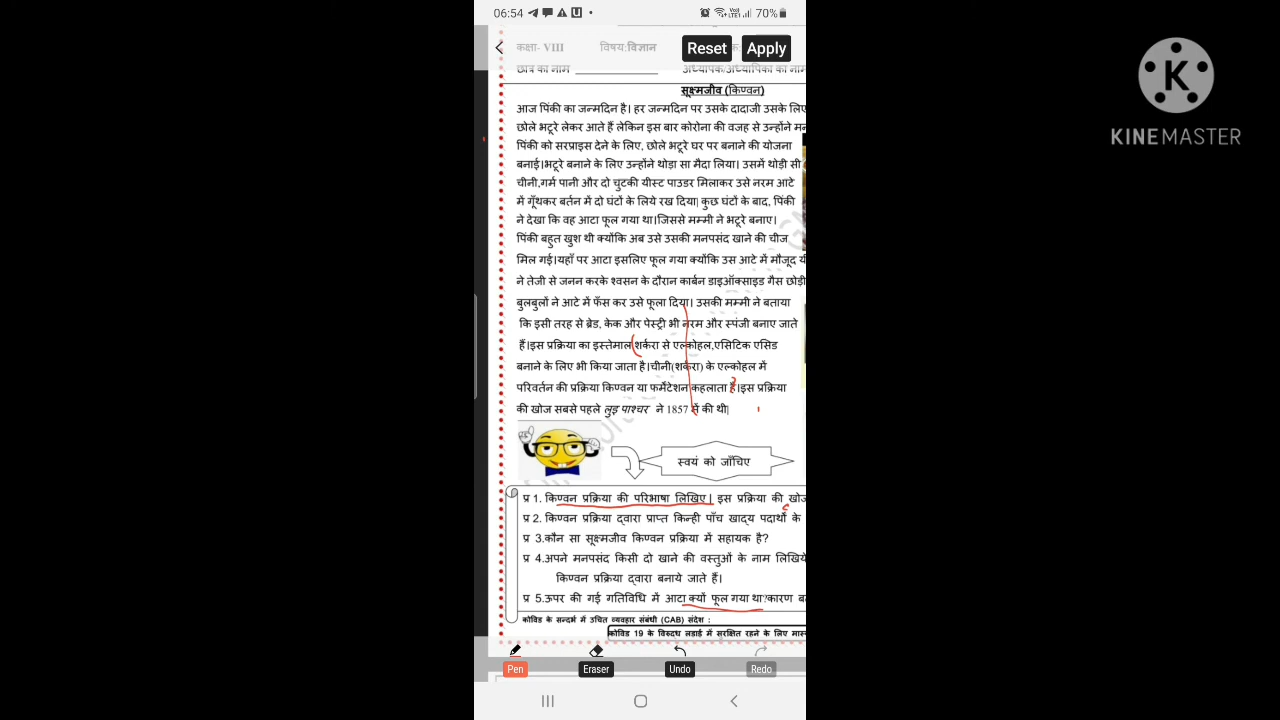 06:54
70%
कक्षा- VIII विषय:विज्ञान Reset Apply
छात्र का नाम अध्यापक/अध्यापिका का नाम
सूक्ष्मजीव (किण्वन)
आज पिंकी का जन्मदिन है। हर जन्मदिन पर उसके दादाजी उसके लिए
छोले भटूरे लेकर आते हैं लेकिन इस बार कोरोना की वजह से उन्होंने
पिंकी को सरप्राइस देने के लिए, छोले भटूरे घर पर बनाने की योजना
बनाई।भटूरे बनाने के लिए उन्होंने थोड़ा सा मैदा लिया। उसमें थोड़ी सी
चीनी,गर्म पानी और दो चुटकी यीस्ट पाउडर मिलाकर उसे नरम आटे
में गूँथकर बर्तन में दो घंटों के लिये रख दिया| कुछ घंटों के बाद, पिंकी
ने देखा कि वह आटा फूल गया था।जिससे मम्मी ने भटूरे बनाए।
पिंकी बहुत खुश थी क्योंकि अब उसे उसकी मनपसंद खाने की चीज
मिल गई।यहाँ पर आटा इसलिए फूल गया क्योंकि उस आटे में मौजूद
ने तेजी से जनन करके श्वसन के दौरान कार्बन डाइऑक्साइड गैस छोड़ी
बुलबुलों ने आटे में फँस कर उसे फूला दिया। उसकी मम्मी ने बताया
कि इसी तरह से ब्रेड, केक और पेस्ट्री भी नरम और स्पंजी बनाए जाते
हैं।इस प्रक्रिया का इस्तेमाल शर्करा से एल्कोहल,एसिटिक एसिड
बनाने के लिए भी किया जाता है।चीनी(शर्करा) के एल्कोहल में
परिवर्तन की प्रक्रिया किण्वन या फर्मेंटेशन कहलाता है।इस प्रक्रिया
की खोज सबसे पहले लुइ पाश्चर ने 1857 में की थी|
स्वयं को जाँचिए
प्र 1. किण्वन प्रक्रिया की परिभाषा लिखिए| इस प्रक्रिया की
प्र 2. किण्वन प्रक्रिया द्वारा प्राप्त किन्ही पाँच खाद्य पदार्थों के
प्र 3.कौन सा सूक्ष्मजीव किण्वन प्रक्रिया में सहायक है?
प्र 4.अपने मनपसंद किसी दो खाने की वस्तुओं के नाम लिखिये
किण्वन प्रक्रिया द्वारा बनाये जाते हैं।
प्र 5.ऊपर की गई गतिविधि में आटा क्यों फूल गया था?कारण
कोविड के सन्दर्भ में उचित व्यवहार संबंधी (CAB) संदेश :
कोविड 19 के विरुदध लडाई में सुरक्षित रहने के लिए
Pen Eraser Undo Redo
K
KINEMASTER